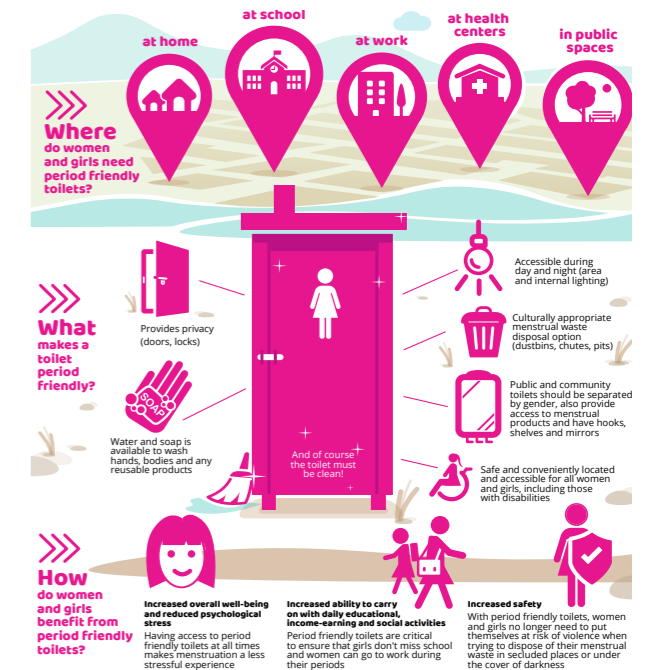 at home
at school
at work
at health
centers
in public
spaces
Where
do women
and girls need
period friendly
toilets?
What
makes a
toilet
period
friendly?
Provides privacy
(doors, locks)
SOAP
Water and soap is
available to wash
hands, bodies and any
reusable products
And of course
the toilet must
be clean!
Accessible during
day and night (area
and internal lighting)
Culturally appropriate
menstrual waste
disposal option
(dustbins, chutes, pits)
Public and community
toilets should be separated
by gender, also provide
access to menstrual
products and have hooks,
shelves and mirrors
Safe and conveniently located
and accessible for all women
and girls, including those
with disabilities
How
do women
and girls
benefit from
period friendly
toilets?
Increased overall well-being
and reduced psychological
stress
Having access to period
friendly toilets at all times
makes menstruation a less
stressful experience
Increased ability to carry
on with daily educational,
income-earning and social activities
Period friendly toilets are critical
to ensure that girls don't miss school
and women can go to work during
their periods
Increased safety
With period friendly toilets, women
and girls no longer need to put
themselves at risk of violence when
trying to dispose of their menstrual
waste in secluded places or under
the cover of darkness